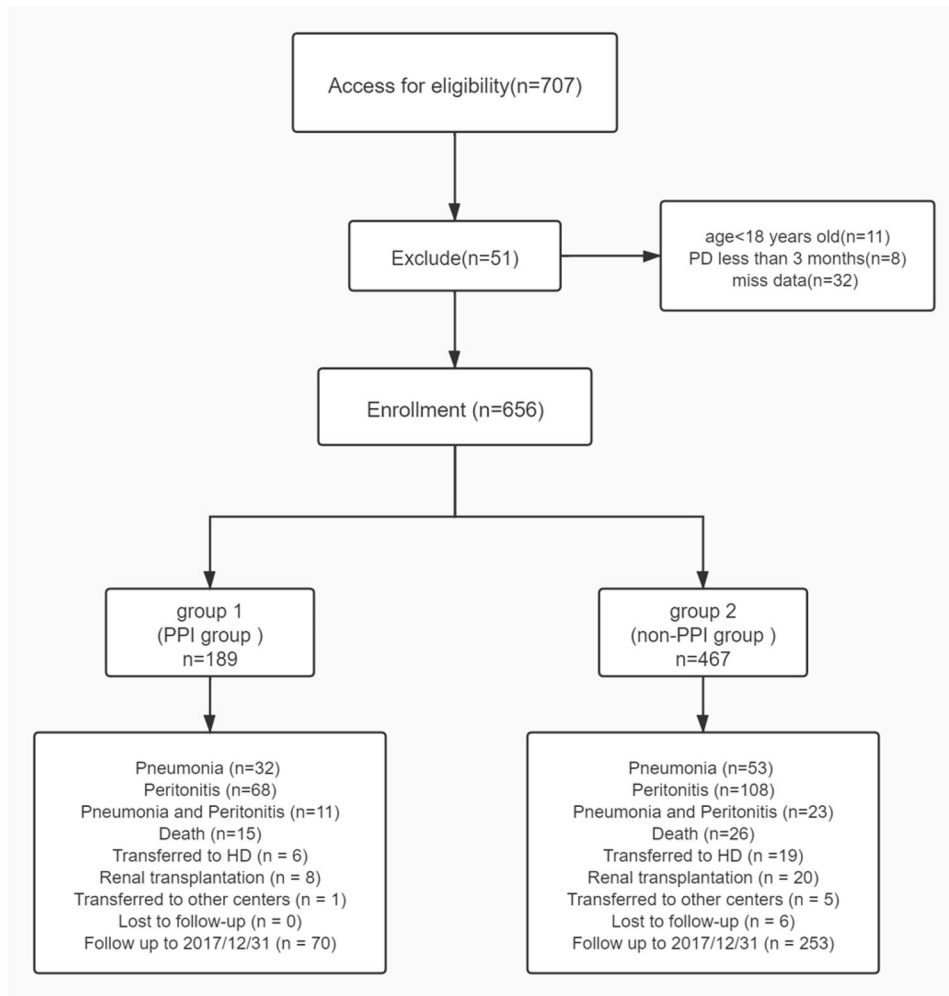 Access for eligibility(n=707)
Exclude(n=51)
age<18 years old(n=11)
PD less than 3 months(n=8)
miss data(n=32)
Enrollment (n=656)
group 1
(PPI group )
n=189
group 2
(non-PPI group )
n=467
Pneumonia (n=32)
Peritonitis (n=68)
Pneumonia and Peritonitis (n=11)
Death (n=15)
Transferred to HD (n = 6)
Renal transplantation (n = 8)
Transferred to other centers (n = 1)
Lost to follow-up (n = 0)
Follow up to 2017/12/31 (n = 70)
Pneumonia (n=53)
Peritonitis (n=108)
Pneumonia and Peritonitis (n=23)
Death (n=26)
Transferred to HD (n =19)
Renal transplantation (n = 20)
Transferred to other centers (n = 5)
Lost to follow-up (n = 6)
Follow up to 2017/12/31 (n = 253)